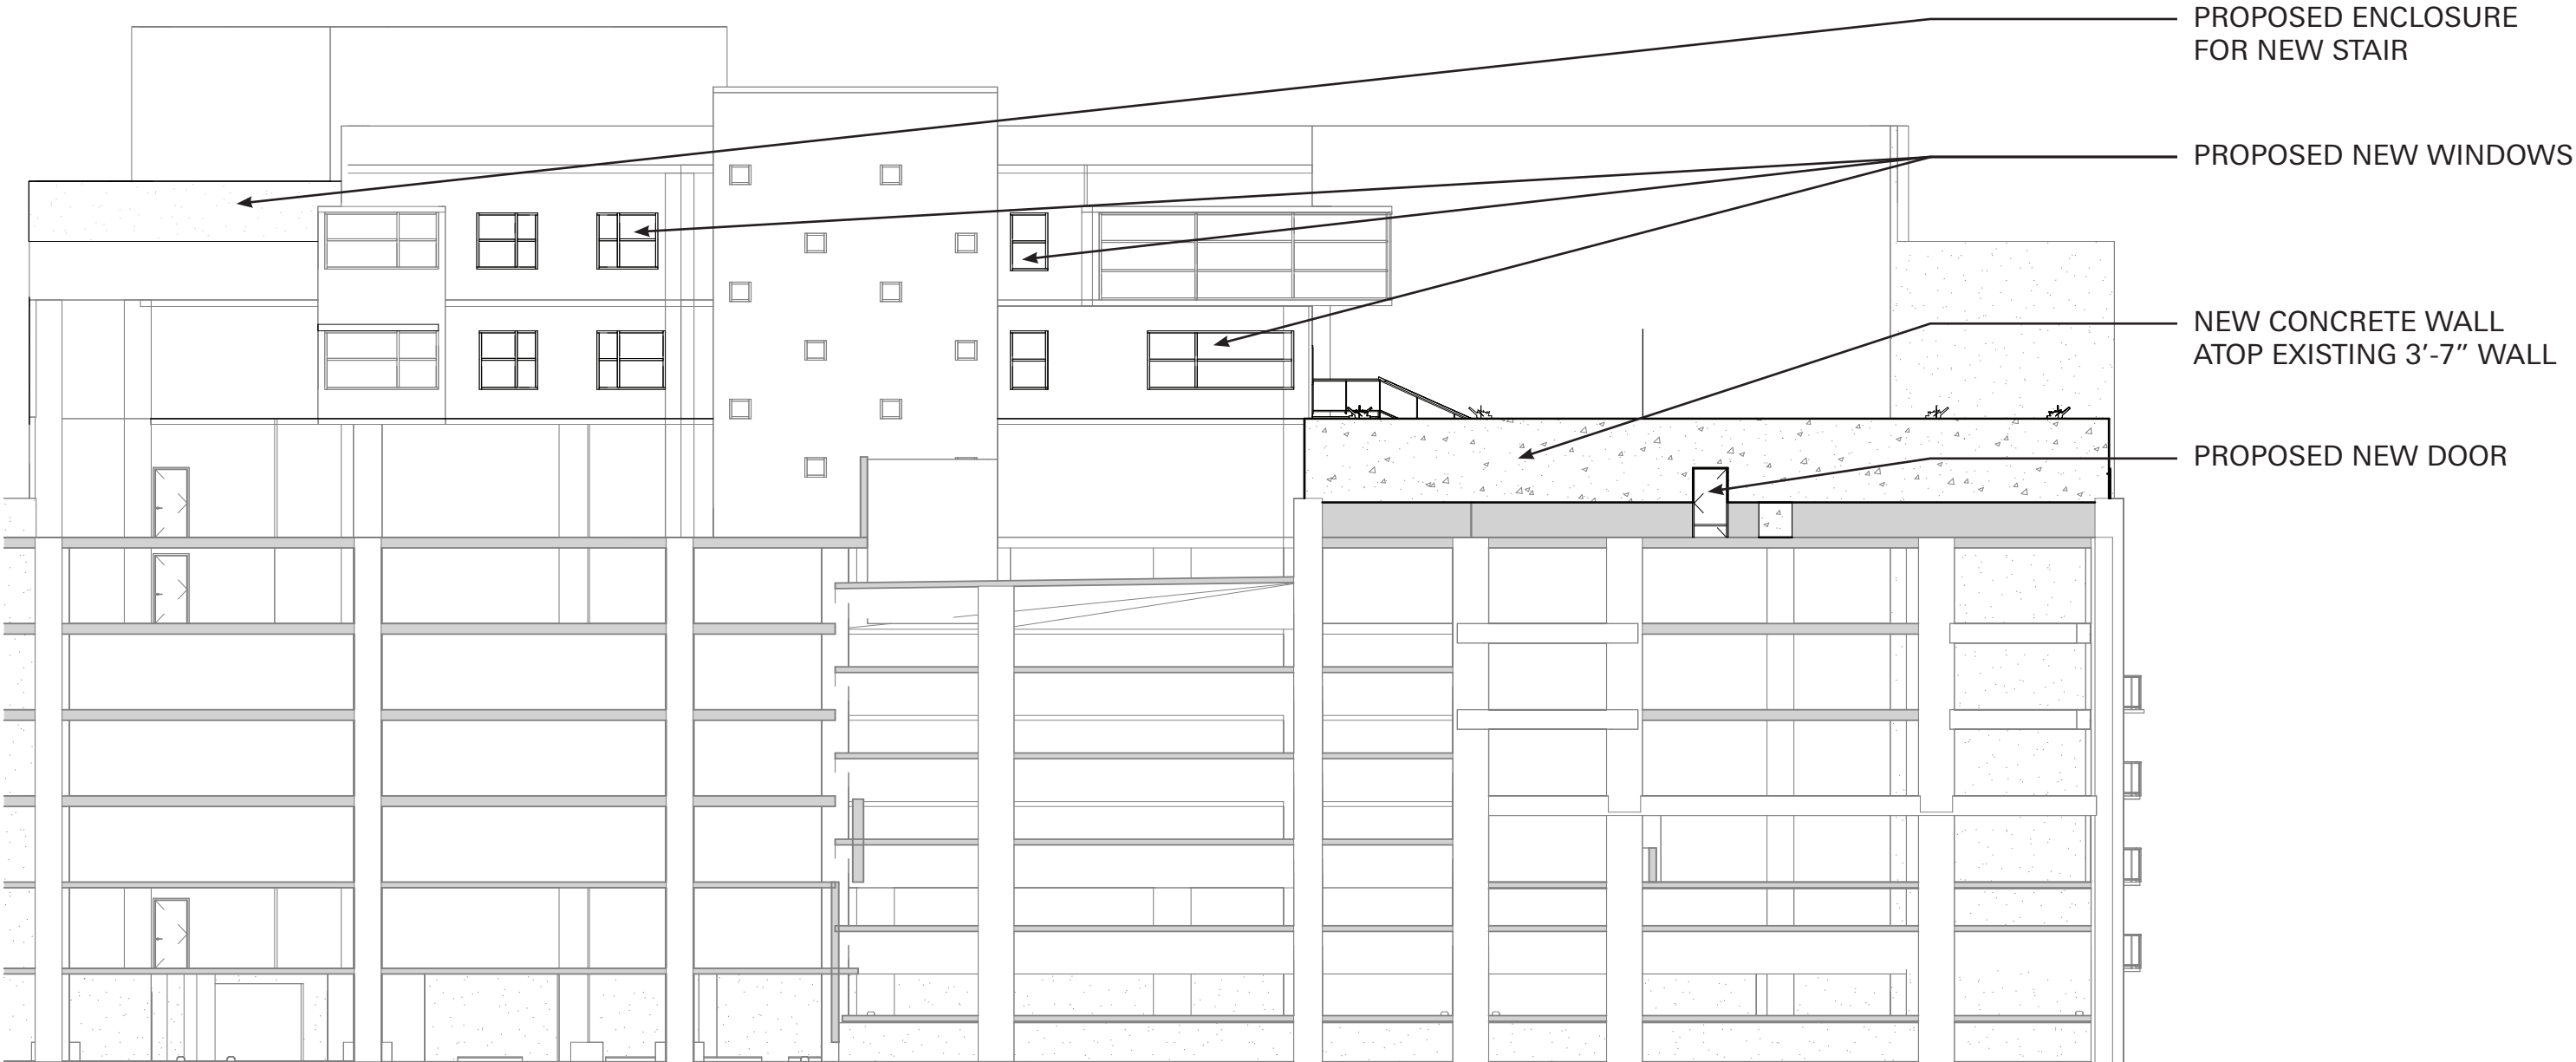 PROPOSED ENCLOSURE
FOR NEW STAIR
PROPOSED NEW WINDOWS
NEW CONCRETE WALL
ATOP EXISTING 3’-7” WALL
PROPOSED NEW DOOR